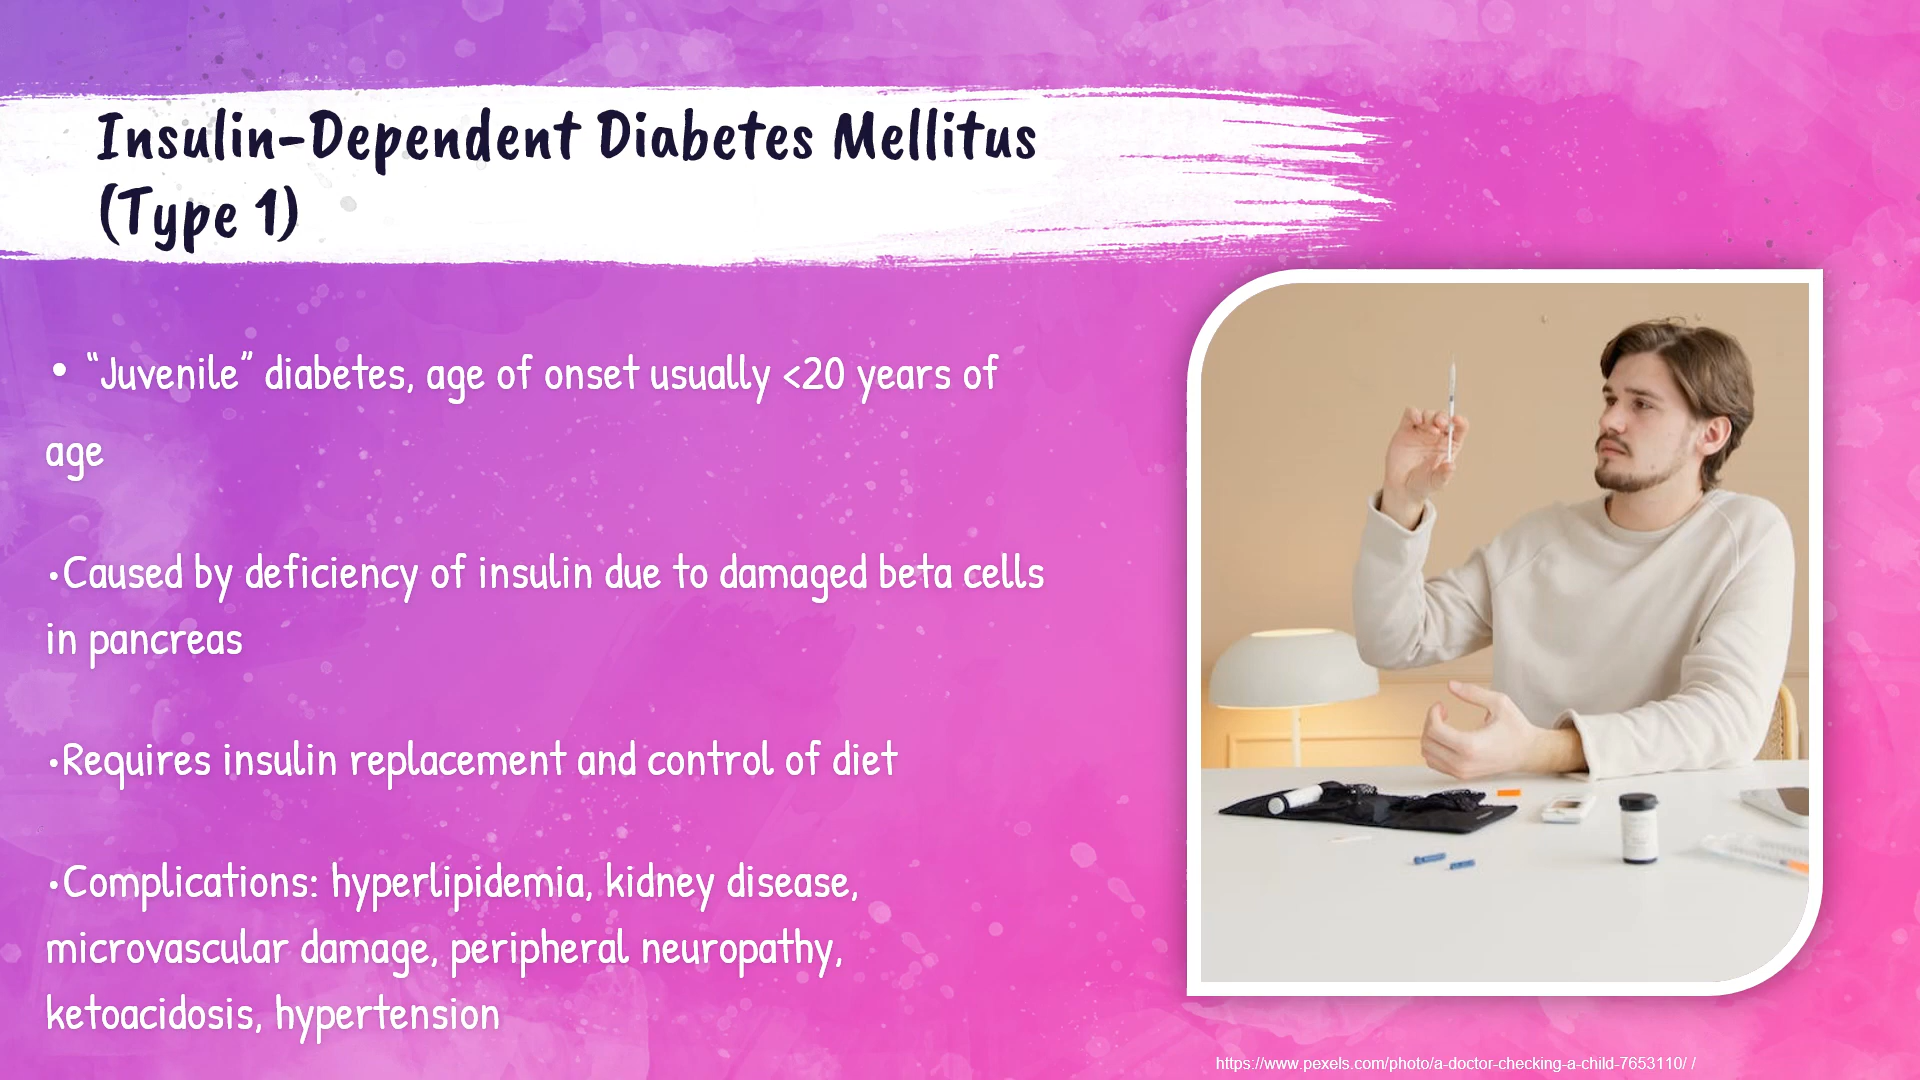 Insulin-Dependent Diabetes Mellitus
(Type 1)
• “Juvenile” diabetes, age of onset usually <20 years of
age
•Caused by deficiency of insulin due to damaged beta cells
in pancreas
•Requires insulin replacement and control of diet
•Complications: hyperlipidemia, kidney disease,
microvascular damage, peripheral neuropathy,
ketoacidosis, hypertension
https://www.pexels.com/photo/a-doctor-checking-a-child-7653110/ /